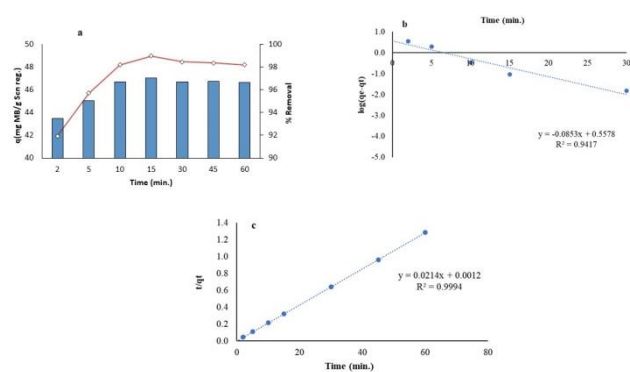 a
50
48
46
44
42
40
q(mg MB/g Scn reg.)
100
98
96
94
92
90
% Removal
2 5 10 15 30 45 60
Time (min.)
b
Time (min.)
0 5 10 15 20 25 30
1.0
0.0
-1.0
-2.0
-3.0
-4.0
-5.0
log(qe-qt)
y = -0.0853x + 0.5578
R² = 0.9417
c
1.4
1.2
1.0
0.8
0.6
0.4
0.2
0.0
t/qt
y = 0.0214x + 0.0012
R² = 0.9994
0 20 40 60 80
Time (min.)